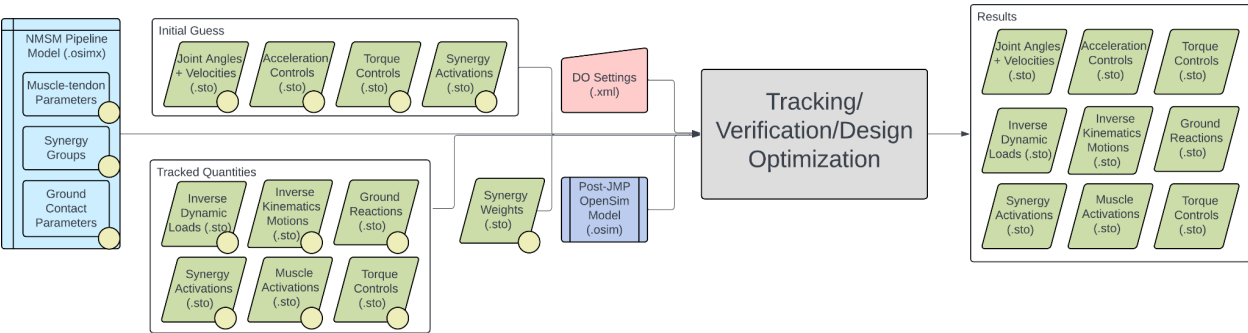 NMSM Pipeline
Model (.osimx)
Muscle-tendon
Parameters
Synergy
Groups
Ground
Contact
Parameters
Initial Guess
Joint Angles
+ Velocities
(.sto)
Acceleration
Controls
(.sto)
Torque
Controls
(.sto)
Synergy
Activations
(.sto)
Tracked Quantities
Inverse
Dynamic
Loads (.sto)
Inverse
Kinematics
Motions
(.sto)
Ground
Reactions
(.sto)
Synergy
Activations
(.sto)
Muscle
Activations
(.sto)
Torque
Controls
(.sto)
Synergy
Weights
(.sto)
DO Settings
(.xml)
Post-JMP
OpenSim
Model
(.osim)
Tracking/
Verification/Design
Optimization
Results
Joint Angles
+ Velocities
(.sto)
Acceleration
Controls
(.sto)
Torque
Controls
(.sto)
Inverse
Dynamic
Loads (.sto)
Inverse
Kinematics
Motions
(.sto)
Ground
Reactions
(.sto)
Synergy
Activations
(.sto)
Muscle
Activations
(.sto)
Torque
Controls
(.sto)